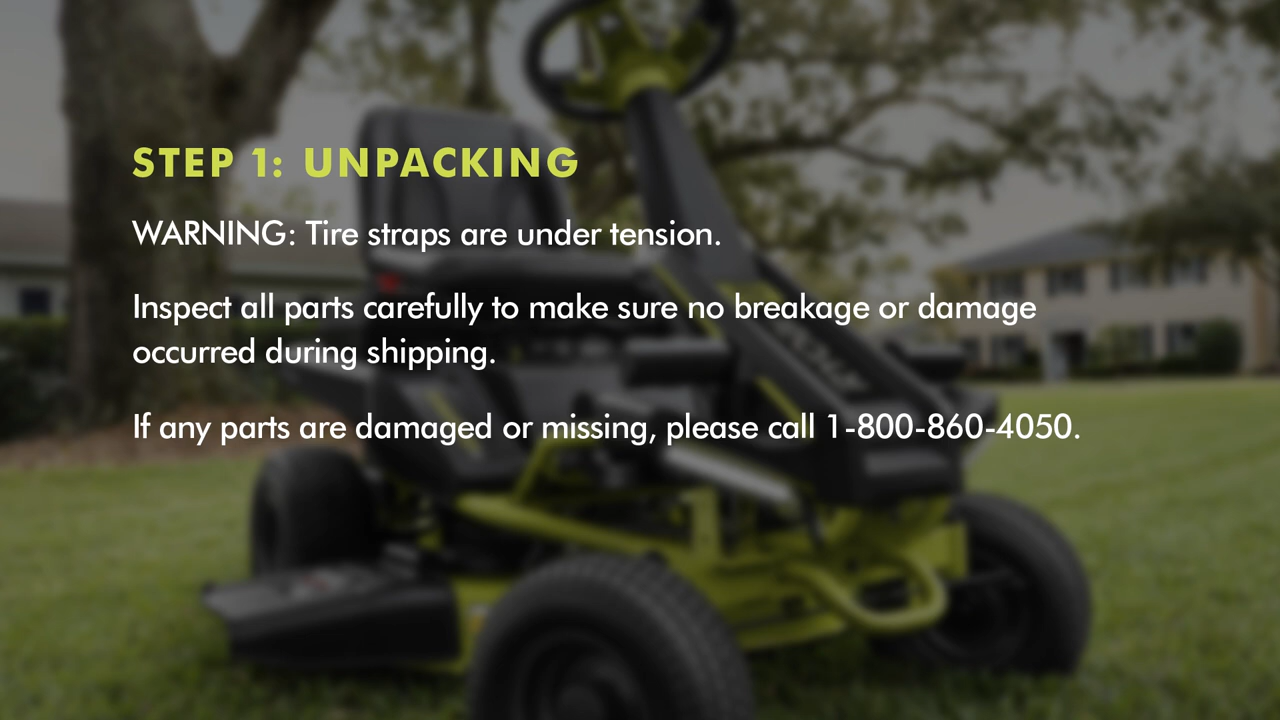 STEP 1: UNPACKING
WARNING: Tire straps are under tension.
Inspect all parts carefully to make sure no breakage or damage
occurred during shipping.
If any parts are damaged or missing, please call 1-800-860-4050.